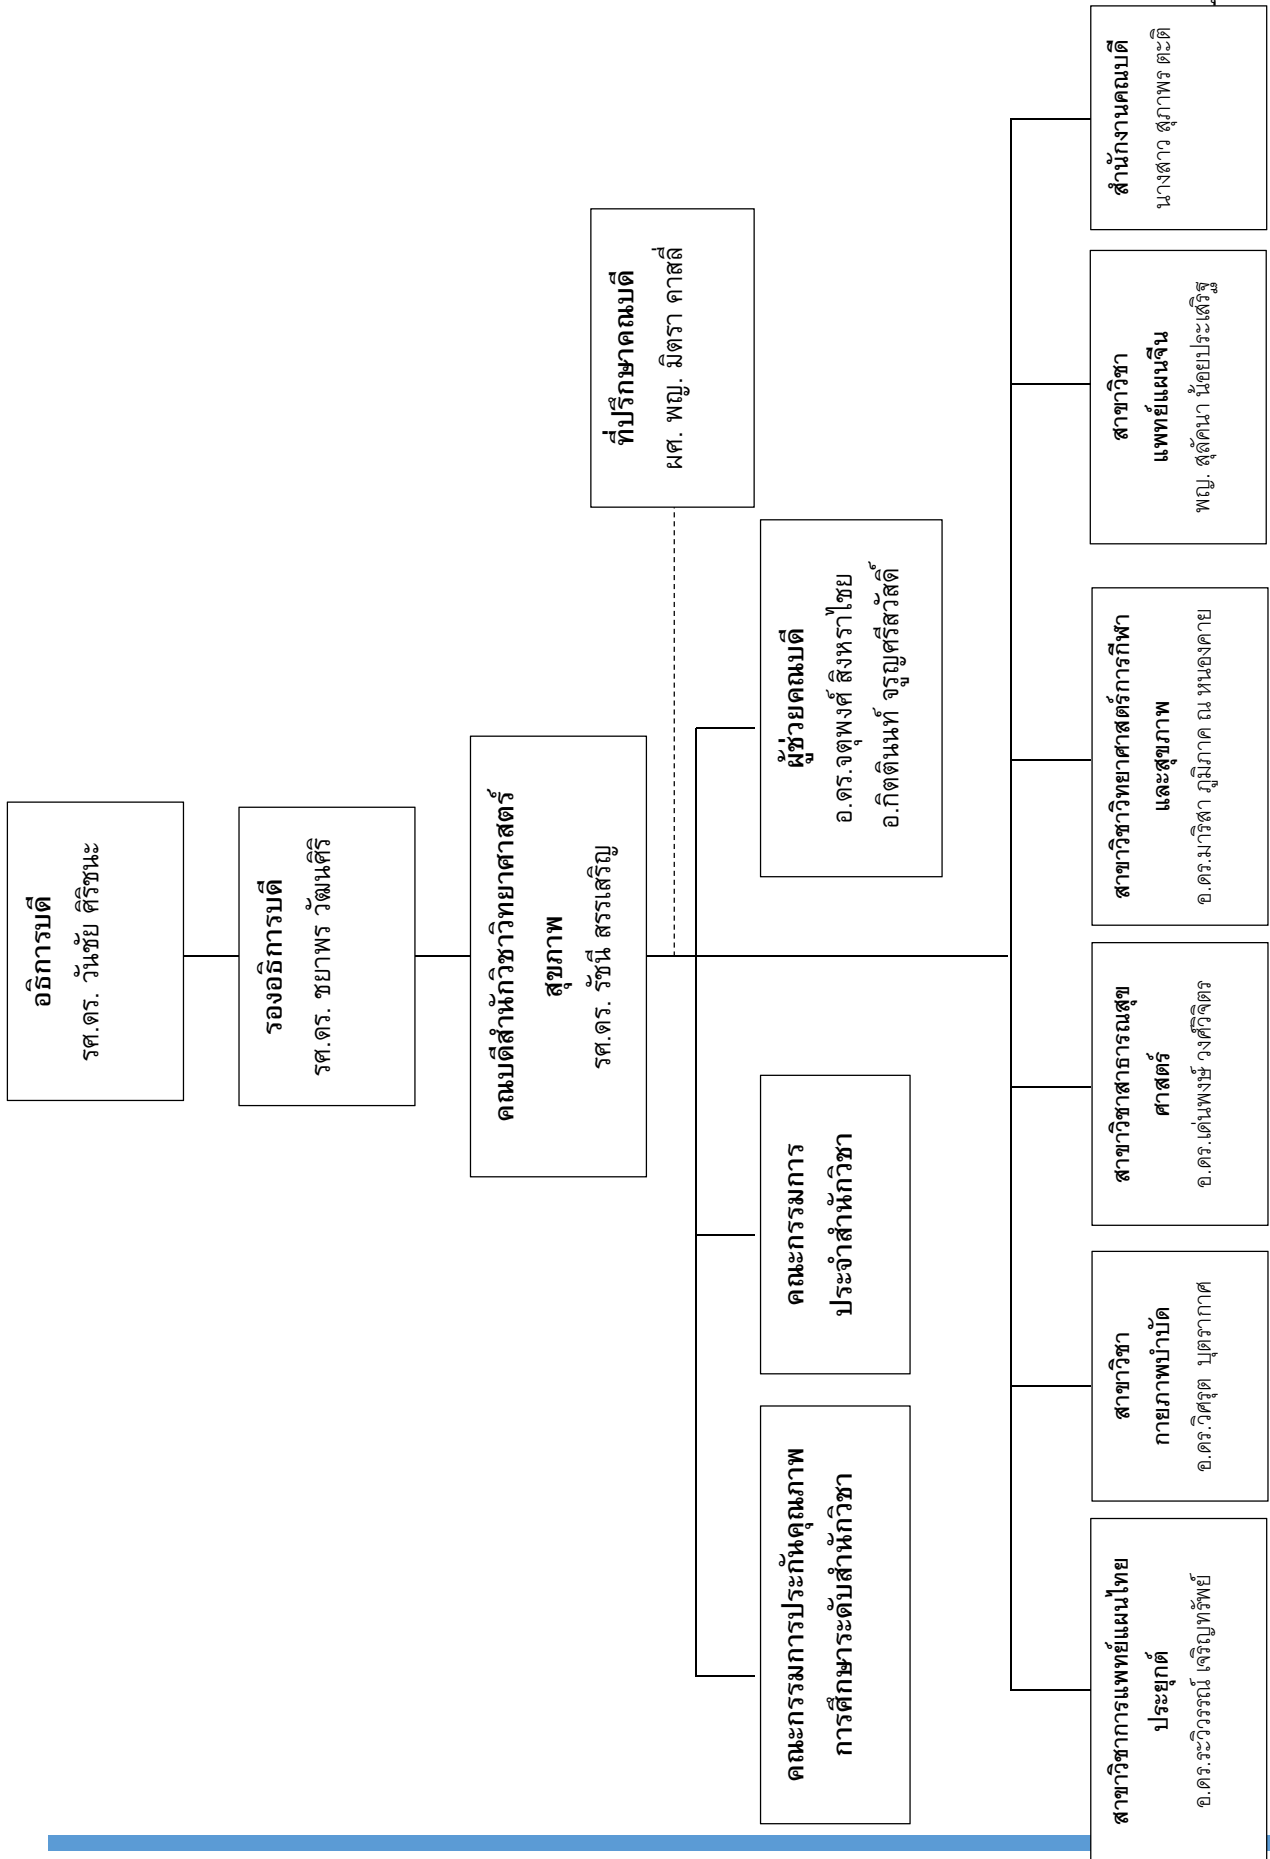 อธิการบดี
รศ.ดร. วันชัย ศิริชนะ
รองอธิการบดี
รศ.ดร. ชยาพร วัฒนศิริ
คณบดีสำนักวิชาวิทยาศาสตร์
สุขภาพ
รศ.ดร. รัชนี สรรเสริญ
ที่ปรึกษาคณบดี
ผศ. พญ. มิตรา คาสลี่
คณะกรรมการประกันคุณภาพ
การศึกษาระดับสำนักวิชา
คณะกรรมการ
ประจำสำนักวิชา
ผู้ช่วยคณบดี
อ.ดร.จตุพงศ์ สิงหราไชย
อ.กิตตินนท์ จรูญศรีสวัสดิ์
สาขาวิชาการแพทย์แผนไทย
ประยุกต์
อ.ดร.ระวิวรรณ์ เจริญทรัพย์
สาขาวิชา
กายภาพบำบัด
อ.ดร.วิศรุต บุตรากาศ
สาขาวิชาสาธารณสุข
ศาสตร์
อ.ดร.เด่นพงษ์ วงศ์วิจิตร
สาขาวิชาวิทยาศาสตร์การกีฬา
และสุขภาพ
อ.ดร.มาริสา ภูมิภาค ณ หนองคาย
สาขาวิชา
แพทย์แผนจีน
พญ. สุลัคนา น้อยประเสริฐ
สำนักงานคณบดี
นางสาว สุภาพร ตะติ